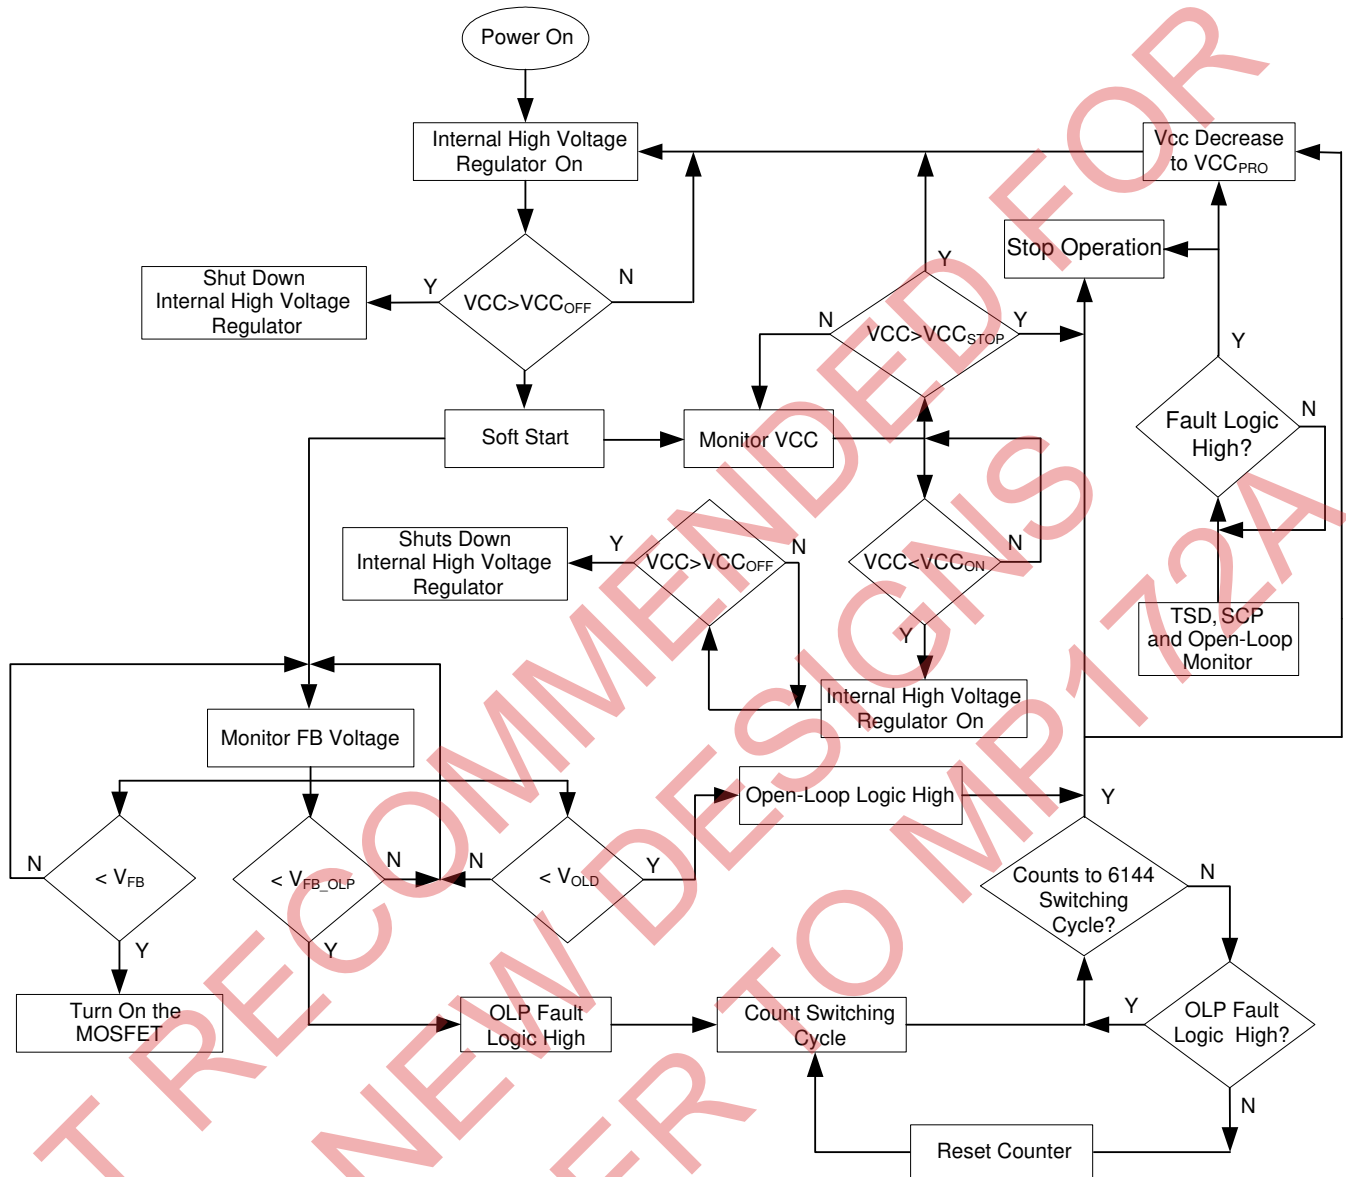 Power On
Internal High Voltage
Regulator On
Vcc Decrease
to VCCPRO
Stop Operation
Shut Down
Internal High Voltage
Regulator
Y
VCC>VCCOFF
N
Y
N
VCC>VCCSTOP
Y
Y
Fault Logic
High?
N
Soft Start
Monitor VCC
Shuts Down
Internal High Voltage
Regulator
Y
VCC>VCCOFF
N
VCC<VCCON
N
Y
TSD, SCP
and Open-Loop
Monitor
Internal High Voltage
Regulator On
Monitor FB Voltage
Open-Loop Logic High
Y
N
< VFB
Y
< VFB_OLP
N
Y
N
< VOLD
Y
Counts to 6144
Switching
Cycle?
N
Turn On the
MOSFET
OLP Fault
Logic High
Count Switching
Cycle
Y
OLP Fault
Logic High?
N
Reset Counter
T RECOMMENDED FOR
NEW DESIGNS
ER TO MP172A